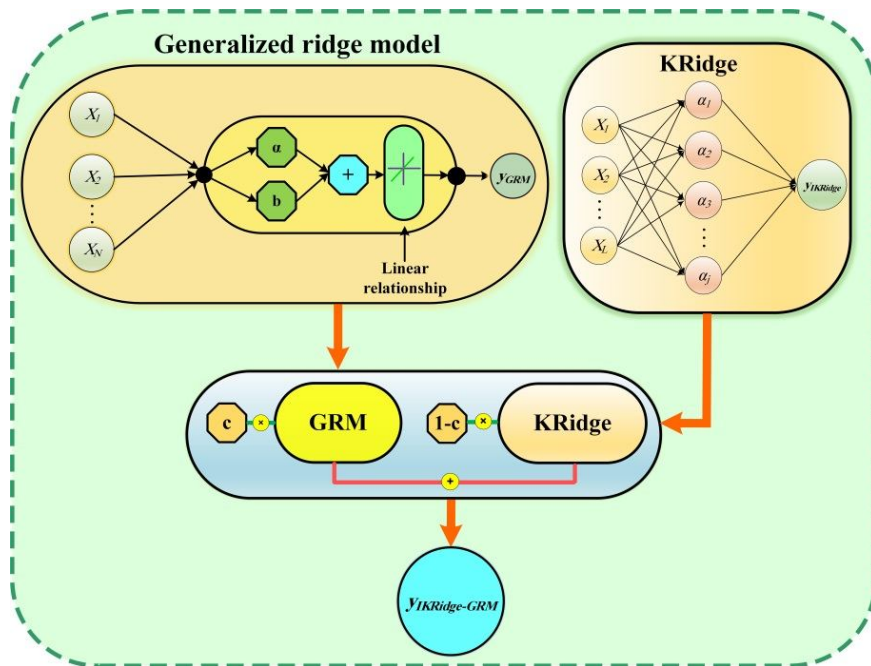 Generalized ridge model
X1
X2
⋮
XN
α
b
+
yGRM
Linear
relationship
KRidge
X1
X2
⋮
XL
α1
α2
α3
⋮
αj
yIKRidge
c
×
GRM
1-c
×
KRidge
+
yIKRidge-GRM